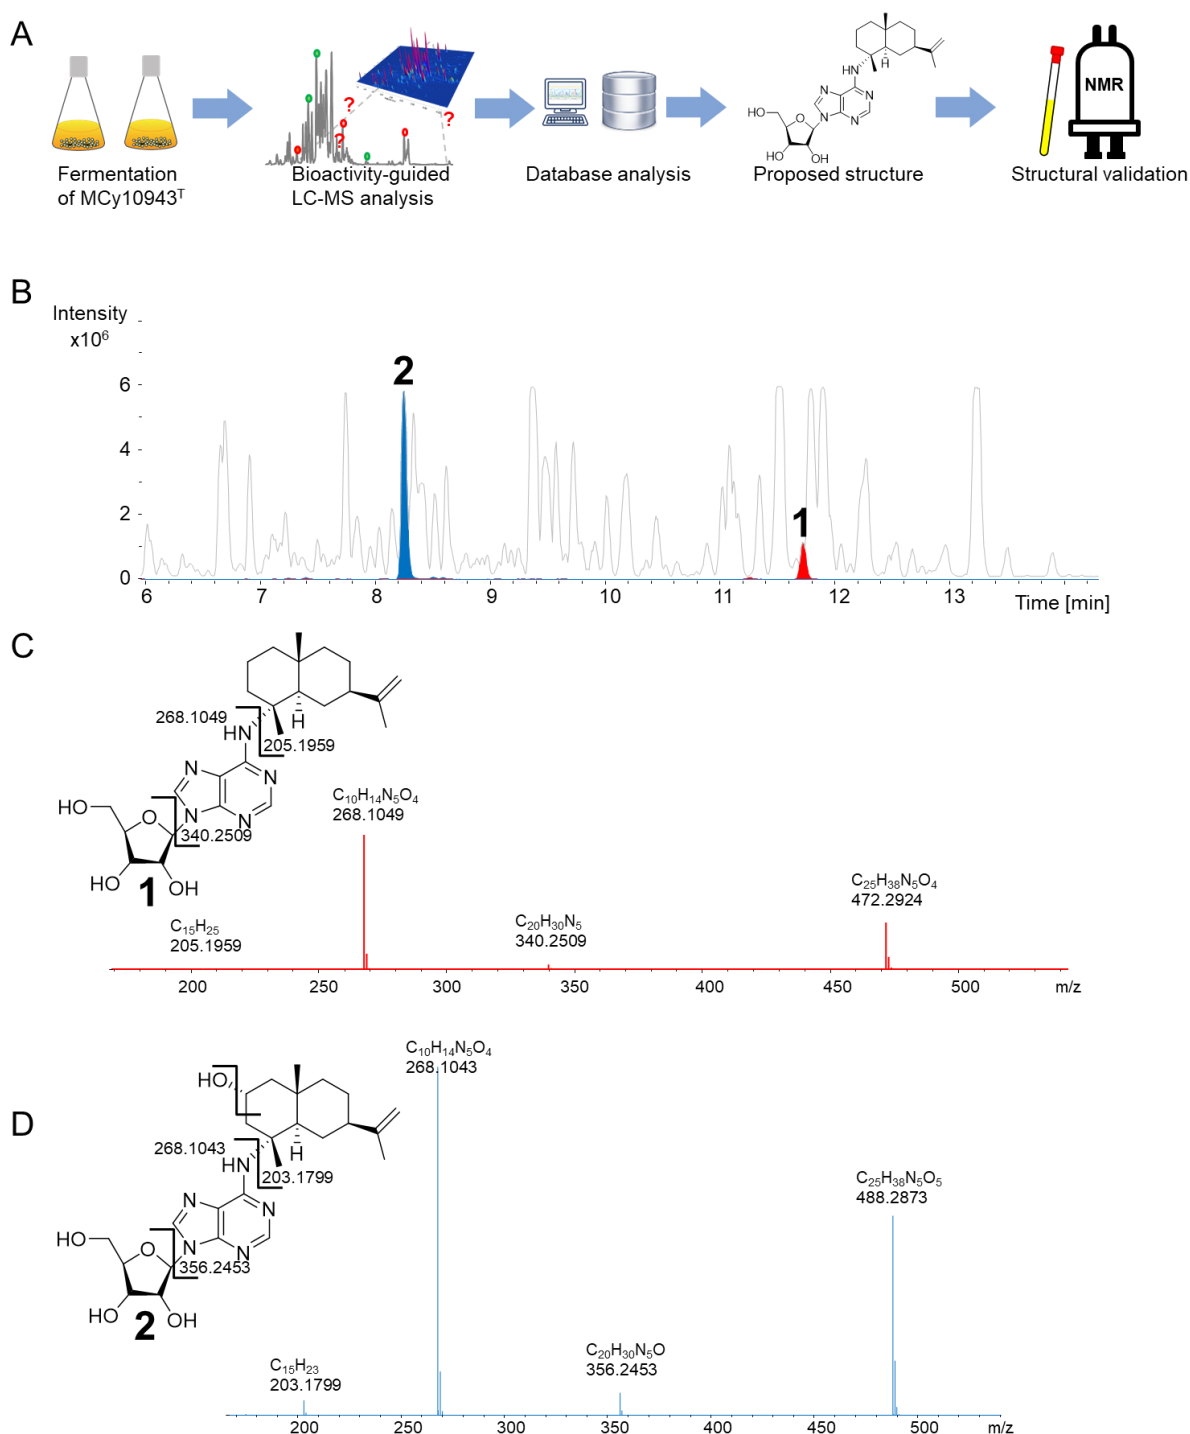 A
Fermentation
of MCy10943ᵀ
?
?
?
Bioactivity-guided
LC-MS analysis
Database analysis
HN
H
N
N
N
N
HO
O
HO
OH
Proposed structure
NMR
Structural validation
B
Intensity
x10⁶
6
4
2
0
2
1
6
7
8
9
10
11
12
13
Time [min]
C
268.1049
HN
H
205.1959
N
N
N
N
HO
O
340.2509
HO
OH
1
C₁₅H₂₅
205.1959
C₁₀H₁₄N₅O₄
268.1049
C₂₀H₃₀N₅
340.2509
C₂₅H₃₈N₅O₄
472.2924
200
250
300
350
400
450
500
m/z
D
HO
268.1043
HN
H
203.1799
N
N
N
N
HO
O
356.2453
HO
OH
2
C₁₅H₂₃
203.1799
C₁₀H₁₄N₅O₄
268.1043
C₂₀H₃₀N₅O
356.2453
C₂₅H₃₈N₅O₅
488.2873
200
250
300
350
400
450
500
m/z